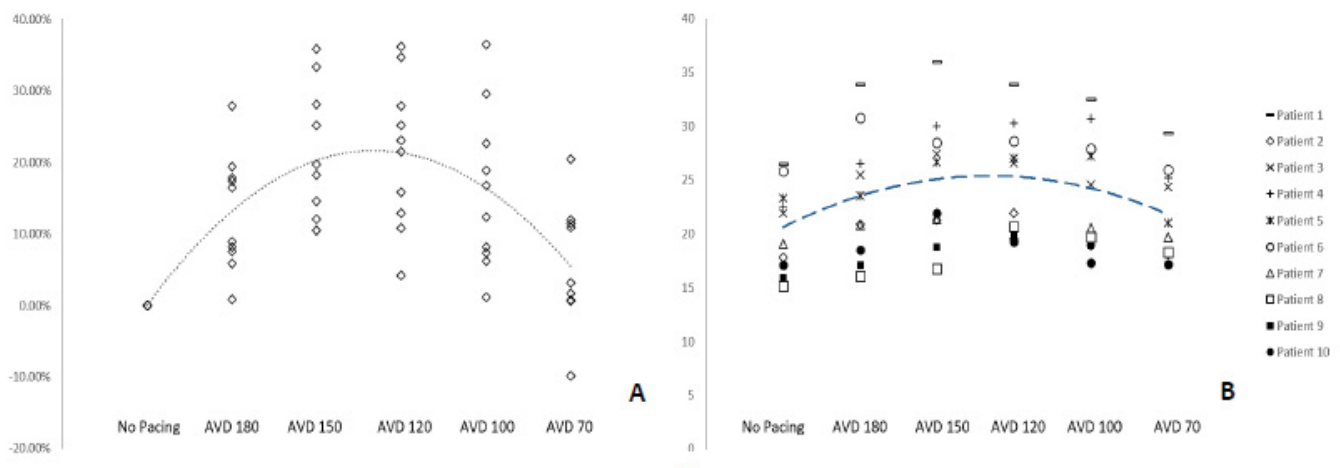 40.00%
30.00%
20.00%
10.00%
0.00%
-10.00%
-20.00%
No Pacing AVD 180 AVD 150 AVD 120 AVD 100 AVD 70
A
40
35
30
25
20
15
10
5
0
No Pacing AVD 180 AVD 150 AVD 120 AVD 100 AVD 70
B
Patient 1
Patient 2
Patient 3
Patient 4
Patient 5
Patient 6
Patient 7
Patient 8
Patient 9
Patient 10